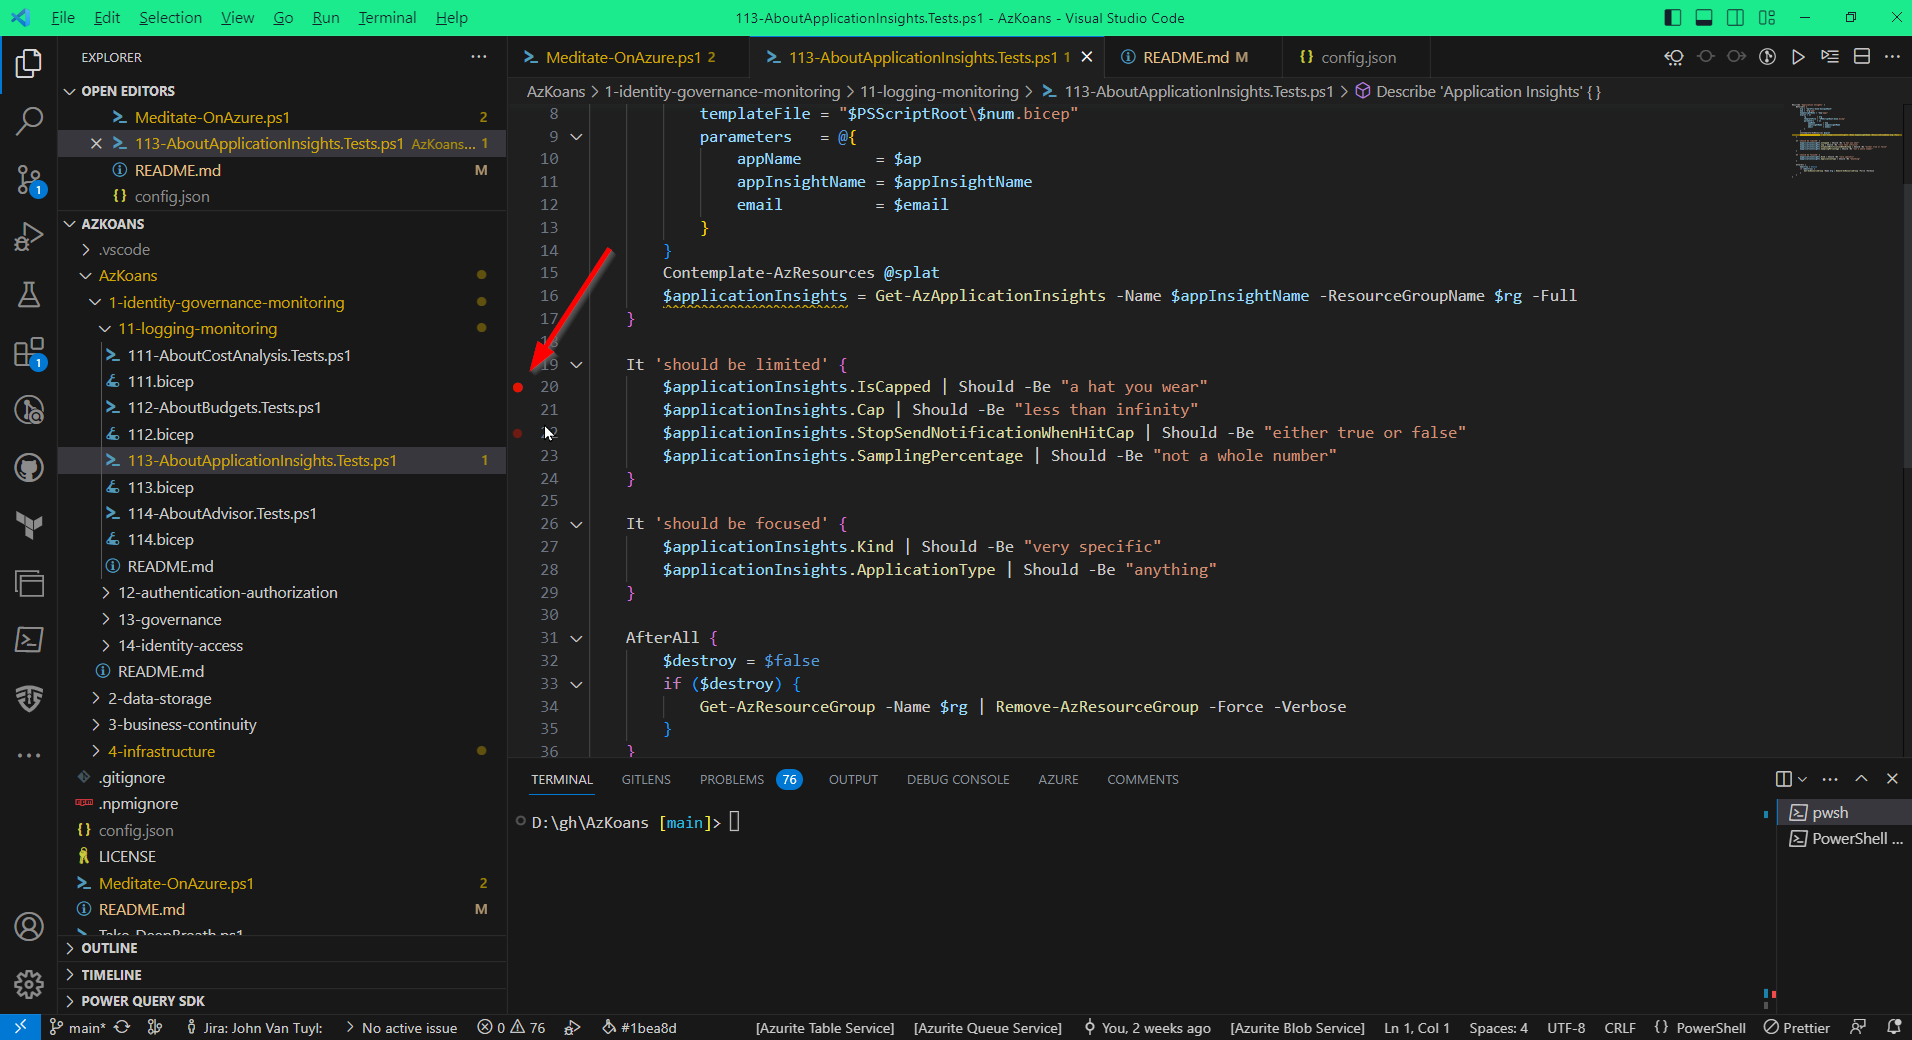 File Edit Selection View Go Run Terminal Help
113-AboutApplicationInsights.Tests.ps1 - AzKoans - Visual Studio Code
EXPLORER
OPEN EDITORS
Meditate-OnAzure.ps1 2
113-AboutApplicationInsights.Tests.ps1 AzKoans... 1
README.md M
config.json
AZKOANS
.vscode
AzKoans
1-identity-governance-monitoring
11-logging-monitoring
111-AboutCostAnalysis.Tests.ps1
111.bicep
112-AboutBudgets.Tests.ps1
112.bicep
113-AboutApplicationInsights.Tests.ps1 1
113.bicep
114-AboutAdvisor.Tests.ps1
114.bicep
README.md
12-authentication-authorization
13-governance
14-identity-access
README.md
2-data-storage
3-business-continuity
4-infrastructure
.gitignore
.npmignore
config.json
LICENSE
Meditate-OnAzure.ps1 2
README.md M
Take-DeepBreath.ps1
OUTLINE
TIMELINE
POWER QUERY SDK
1
1
Meditate-OnAzure.ps1 2
113-AboutApplicationInsights.Tests.ps1 1
README.md M
config.json
AzKoans > 1-identity-governance-monitoring > 11-logging-monitoring > 113-AboutApplicationInsights.Tests.ps1 > Describe 'Application Insights' { }
8 templateFile = "$PSScriptRoot\$num.bicep"
9 parameters = @{
10 appName = $ap
11 appInsightName = $appInsightName
12 email = $email
13 }
14 }
15 Contemplate-AzResources @splat
16 $applicationInsights = Get-AzApplicationInsights -Name $appInsightName -ResourceGroupName $rg -Full
17 }
18
19 It 'should be limited' {
20 $applicationInsights.IsCapped | Should -Be "a hat you wear"
21 $applicationInsights.Cap | Should -Be "less than infinity"
22 $applicationInsights.StopSendNotificationWhenHitCap | Should -Be "either true or false"
23 $applicationInsights.SamplingPercentage | Should -Be "not a whole number"
24 }
25
26 It 'should be focused' {
27 $applicationInsights.Kind | Should -Be "very specific"
28 $applicationInsights.ApplicationType | Should -Be "anything"
29 }
30
31 AfterAll {
32 $destroy = $false
33 if ($destroy) {
34 Get-AzResourceGroup -Name $rg | Remove-AzResourceGroup -Force -Verbose
35 }
36 }
TERMINAL GITLENS PROBLEMS 76 OUTPUT DEBUG CONSOLE AZURE COMMENTS
D:\gh\AzKoans [main]>
pwsh
PowerShell ...
main* Jira: John Van Tuyl: > No active issue 0 76 #1bea8d [Azurite Table Service] [Azurite Queue Service] You, 2 weeks ago [Azurite Blob Service] Ln 1, Col 1 Spaces: 4 UTF-8 CRLF { } PowerShell Prettier